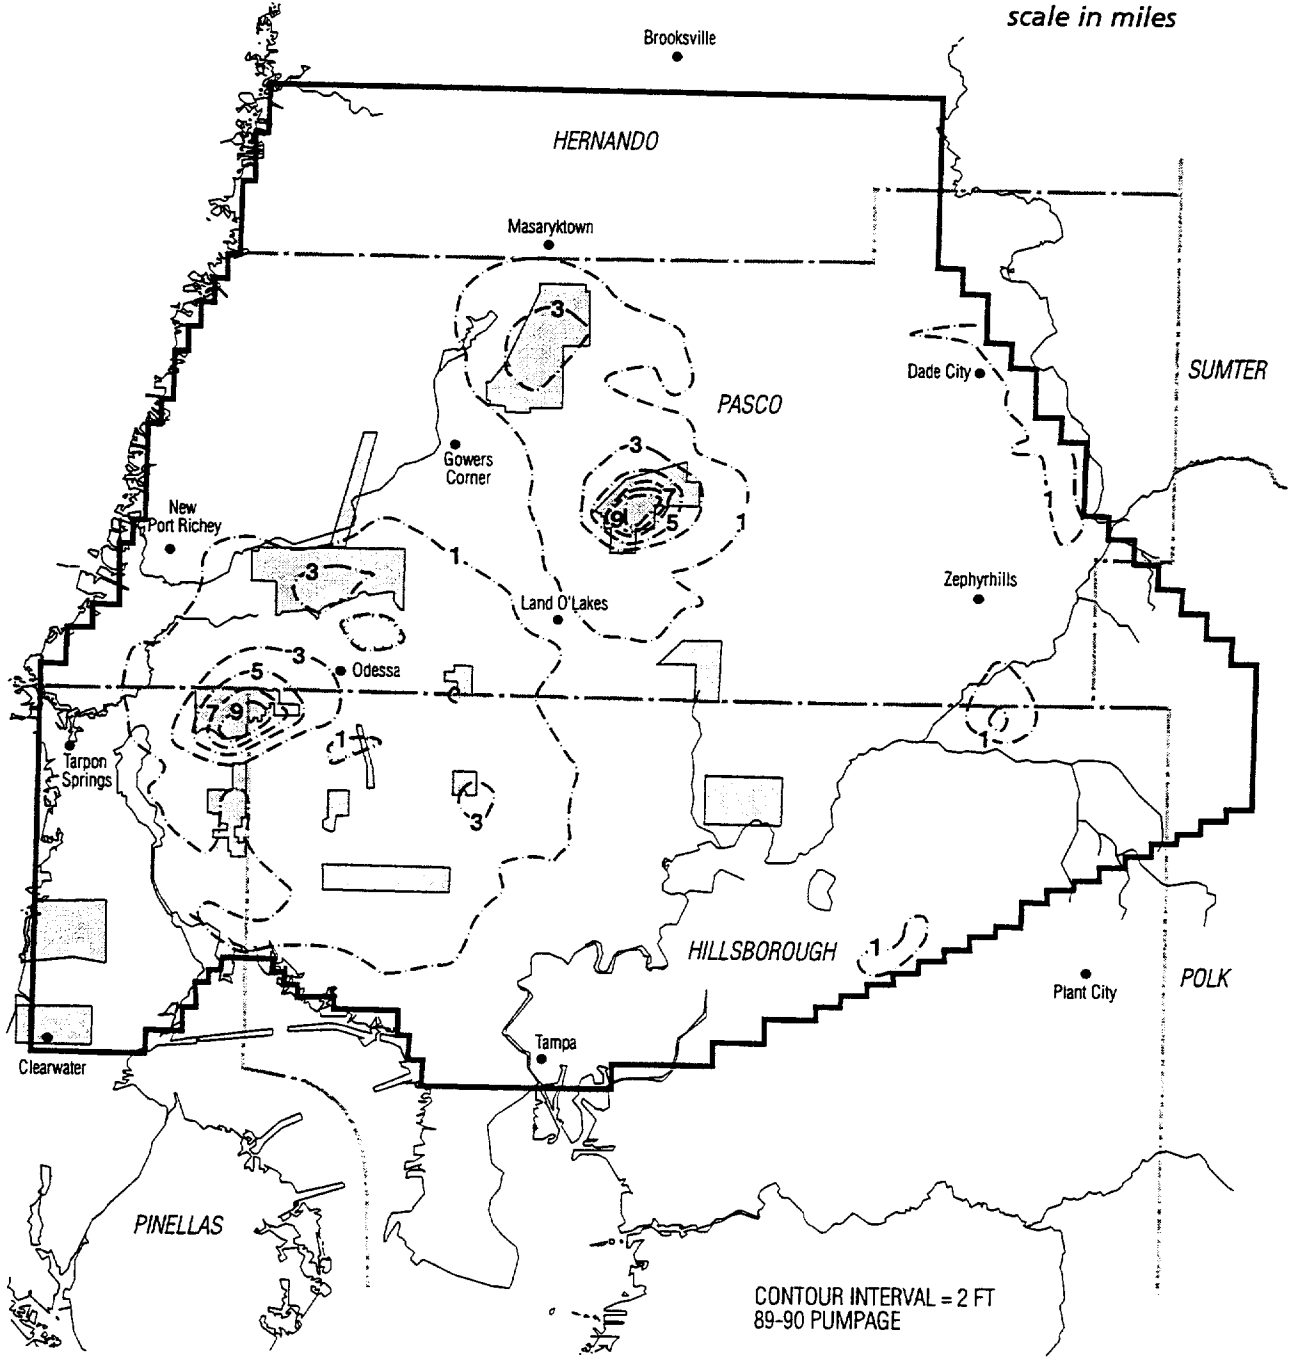 scale in miles
Brooksville
HERNANDO
Masaryktown
3
Dade City
SUMTER
PASCO
3
Gowers
Corner
7
9
5
1
1
New
Port Richey
1
3
Zephyrhills
Land O'Lakes
3
5
Odessa
7
9
1
1
Tarpon
Springs
3
HILLSBOROUGH
1
POLK
Plant City
Tampa
Clearwater
PINELLAS
CONTOUR INTERVAL = 2 FT
89-90 PUMPAGE